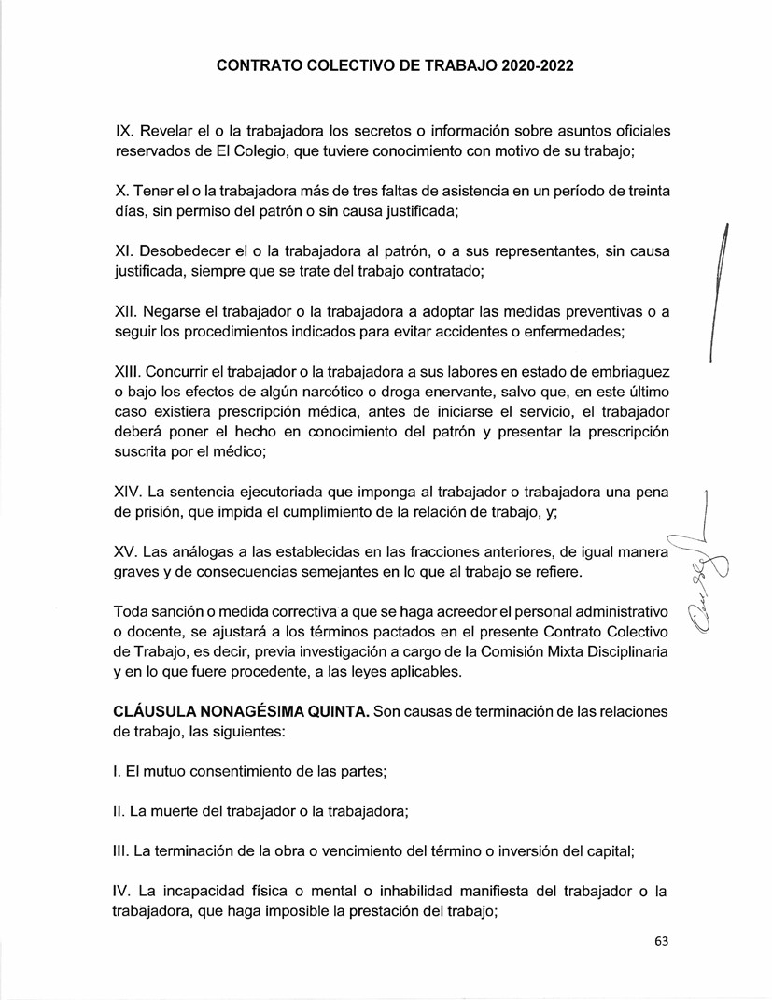 CONTRATO COLECTIVO DE TRABAJO 2020-2022
IX. Revelar el o la trabajadora los secretos o información sobre asuntos oficiales
reservados de El Colegio, que tuviere conocimiento con motivo de su trabajo;
X. Tener el o la trabajadora más de tres faltas de asistencia en un período de treinta
días, sin permiso del patrón o sin causa justificada;
XI. Desobedecer el o la trabajadora al patrón, o a sus representantes, sin causa
justificada, siempre que se trate del trabajo contratado;
XII. Negarse el trabajador o la trabajadora a adoptar las medidas preventivas o a
seguir los procedimientos indicados para evitar accidentes o enfermedades;
XIII. Concurrir el trabajador o la trabajadora a sus labores en estado de embriaguez
o bajo los efectos de algún narcótico o droga enervante, salvo que, en este último
caso existiera prescripción médica, antes de iniciarse el servicio, el trabajador
deberá poner el hecho en conocimiento del patrón y presentar la prescripción
suscrita por el médico;
XIV. La sentencia ejecutoriada que imponga al trabajador o trabajadora una pena
de prisión, que impida el cumplimiento de la relación de trabajo, y;
XV. Las análogas a las establecidas en las fracciones anteriores, de igual manera
graves y de consecuencias semejantes en lo que al trabajo se refiere.
Toda sanción o medida correctiva a que se haga acreedor el personal administrativo
o docente, se ajustará a los términos pactados en el presente Contrato Colectivo
de Trabajo, es decir, previa investigación a cargo de la Comisión Mixta Disciplinaria
y en lo que fuere procedente, a las leyes aplicables.
CLÁUSULA NONAGÉSIMA QUINTA. Son causas de terminación de las relaciones
de trabajo, las siguientes:
I. El mutuo consentimiento de las partes;
II. La muerte del trabajador o la trabajadora;
III. La terminación de la obra o vencimiento del término o inversión del capital;
IV. La incapacidad física o mental o inhabilidad manifiesta del trabajador o la
trabajadora, que haga imposible la prestación del trabajo;
63